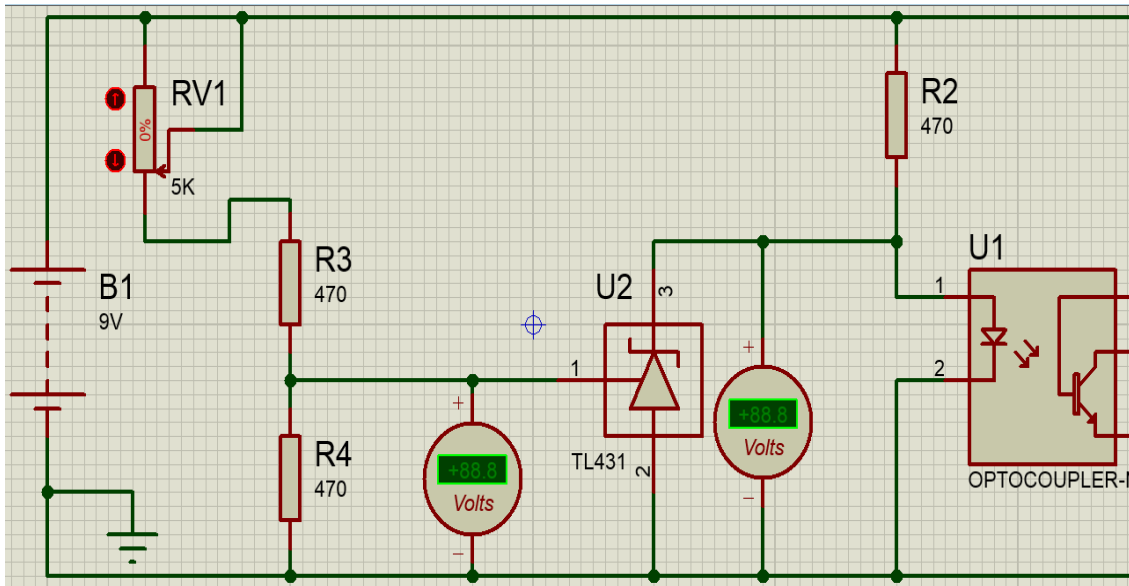 RV1
0%
5K
R2
470
B1
9V
R3
470
U2
3
1
TL431
2
+
+88.8
Volts
−
+
+88.8
Volts
−
U1
1
2
OPTOCOUPLER-
R4
470